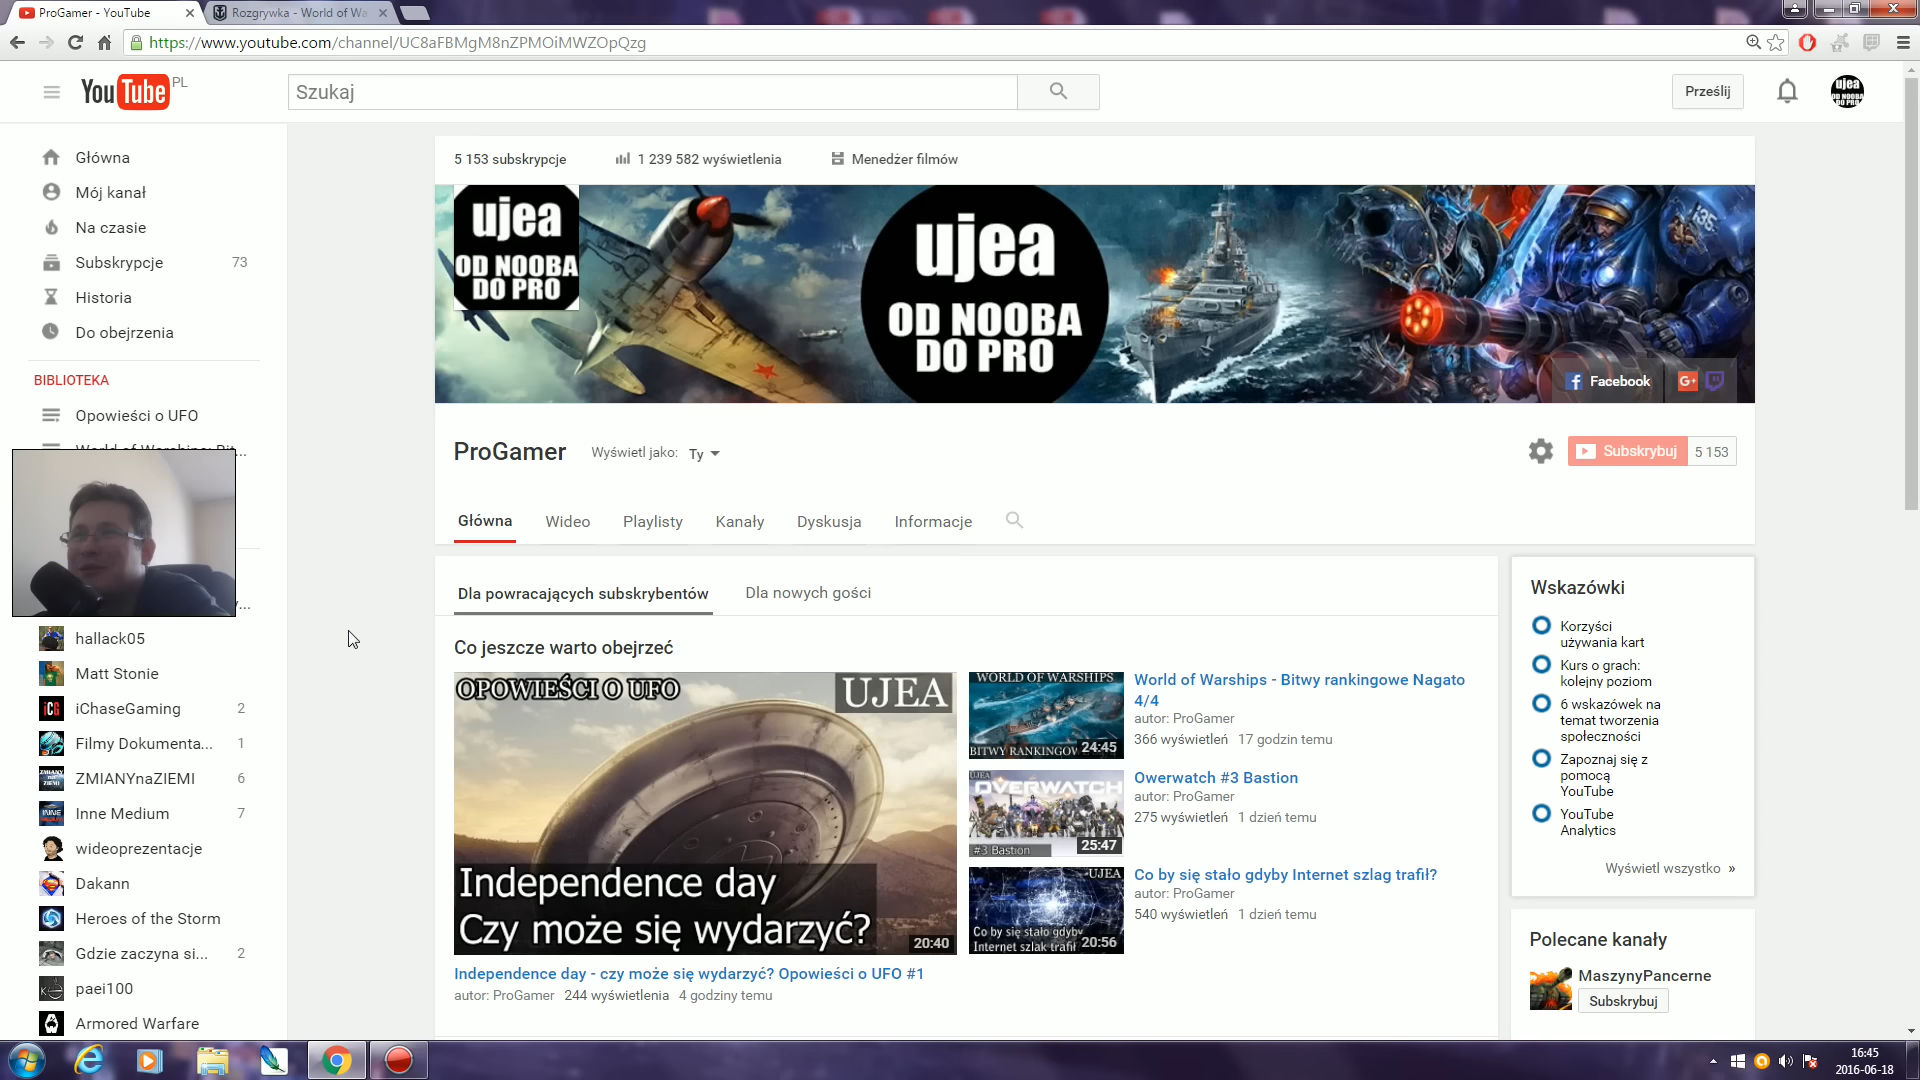 ProGamer - YouTube
Rozgrywka - World of Wa
https://www.youtube.com/channel/UC8aFBMgM8nZPMOiMWZOpQzg
YouTube PL
Szukaj
Prześlij
ujea
OD NOOBA
DO PRO
Główna
Mój kanał
Na czasie
Subskrypcje 73
Historia
Do obejrzenia
BIBLIOTEKA
Opowieści o UFO
World of Warships: Bit...
hallack05
Matt Stonie
iChaseGaming 2
Filmy Dokumenta... 1
ZMIANYnaZIEMI 6
Inne Medium 7
wideoprezentacje
Dakann
Heroes of the Storm
Gdzie zaczyna si... 2
paei100
Armored Warfare
5 153 subskrypcje
1 239 582 wyświetlenia
Menedżer filmów
ujea
OD NOOBA
DO PRO
ujea
OD NOOBA
DO PRO
Facebook
ProGamer
Wyświetl jako: Ty
Subskrybuj 5 153
Główna
Wideo
Playlisty
Kanały
Dyskusja
Informacje
Dla powracających subskrybentów
Dla nowych gości
Co jeszcze warto obejrzeć
OPOWIEŚCI O UFO
UJEA
Independence day
Czy może się wydarzyć?
20:40
Independence day - czy może się wydarzyć? Opowieści o UFO #1
autor: ProGamer 244 wyświetlenia 4 godziny temu
WORLD OF WARSHIPS
BITWY RANKINGOW
24:45
World of Warships - Bitwy rankingowe Nagato
4/4
autor: ProGamer
366 wyświetleń 17 godzin temu
UJEA
OVERWATCH
#3 Bastion
25:47
Owerwatch #3 Bastion
autor: ProGamer
275 wyświetleń 1 dzień temu
UJEA
Co by się stało gdyby
Internet szlak trafił
20:56
Co by się stało gdyby Internet szlag trafił?
autor: ProGamer
540 wyświetleń 1 dzień temu
Wskazówki
Korzyści
używania kart
Kurs o grach:
kolejny poziom
6 wskazówek na
temat tworzenia
społeczności
Zapoznaj się z
pomocą
YouTube
YouTube
Analytics
Wyświetl wszystko »
Polecane kanały
MaszynyPancerne
Subskrybuj
16:45
2016-06-18